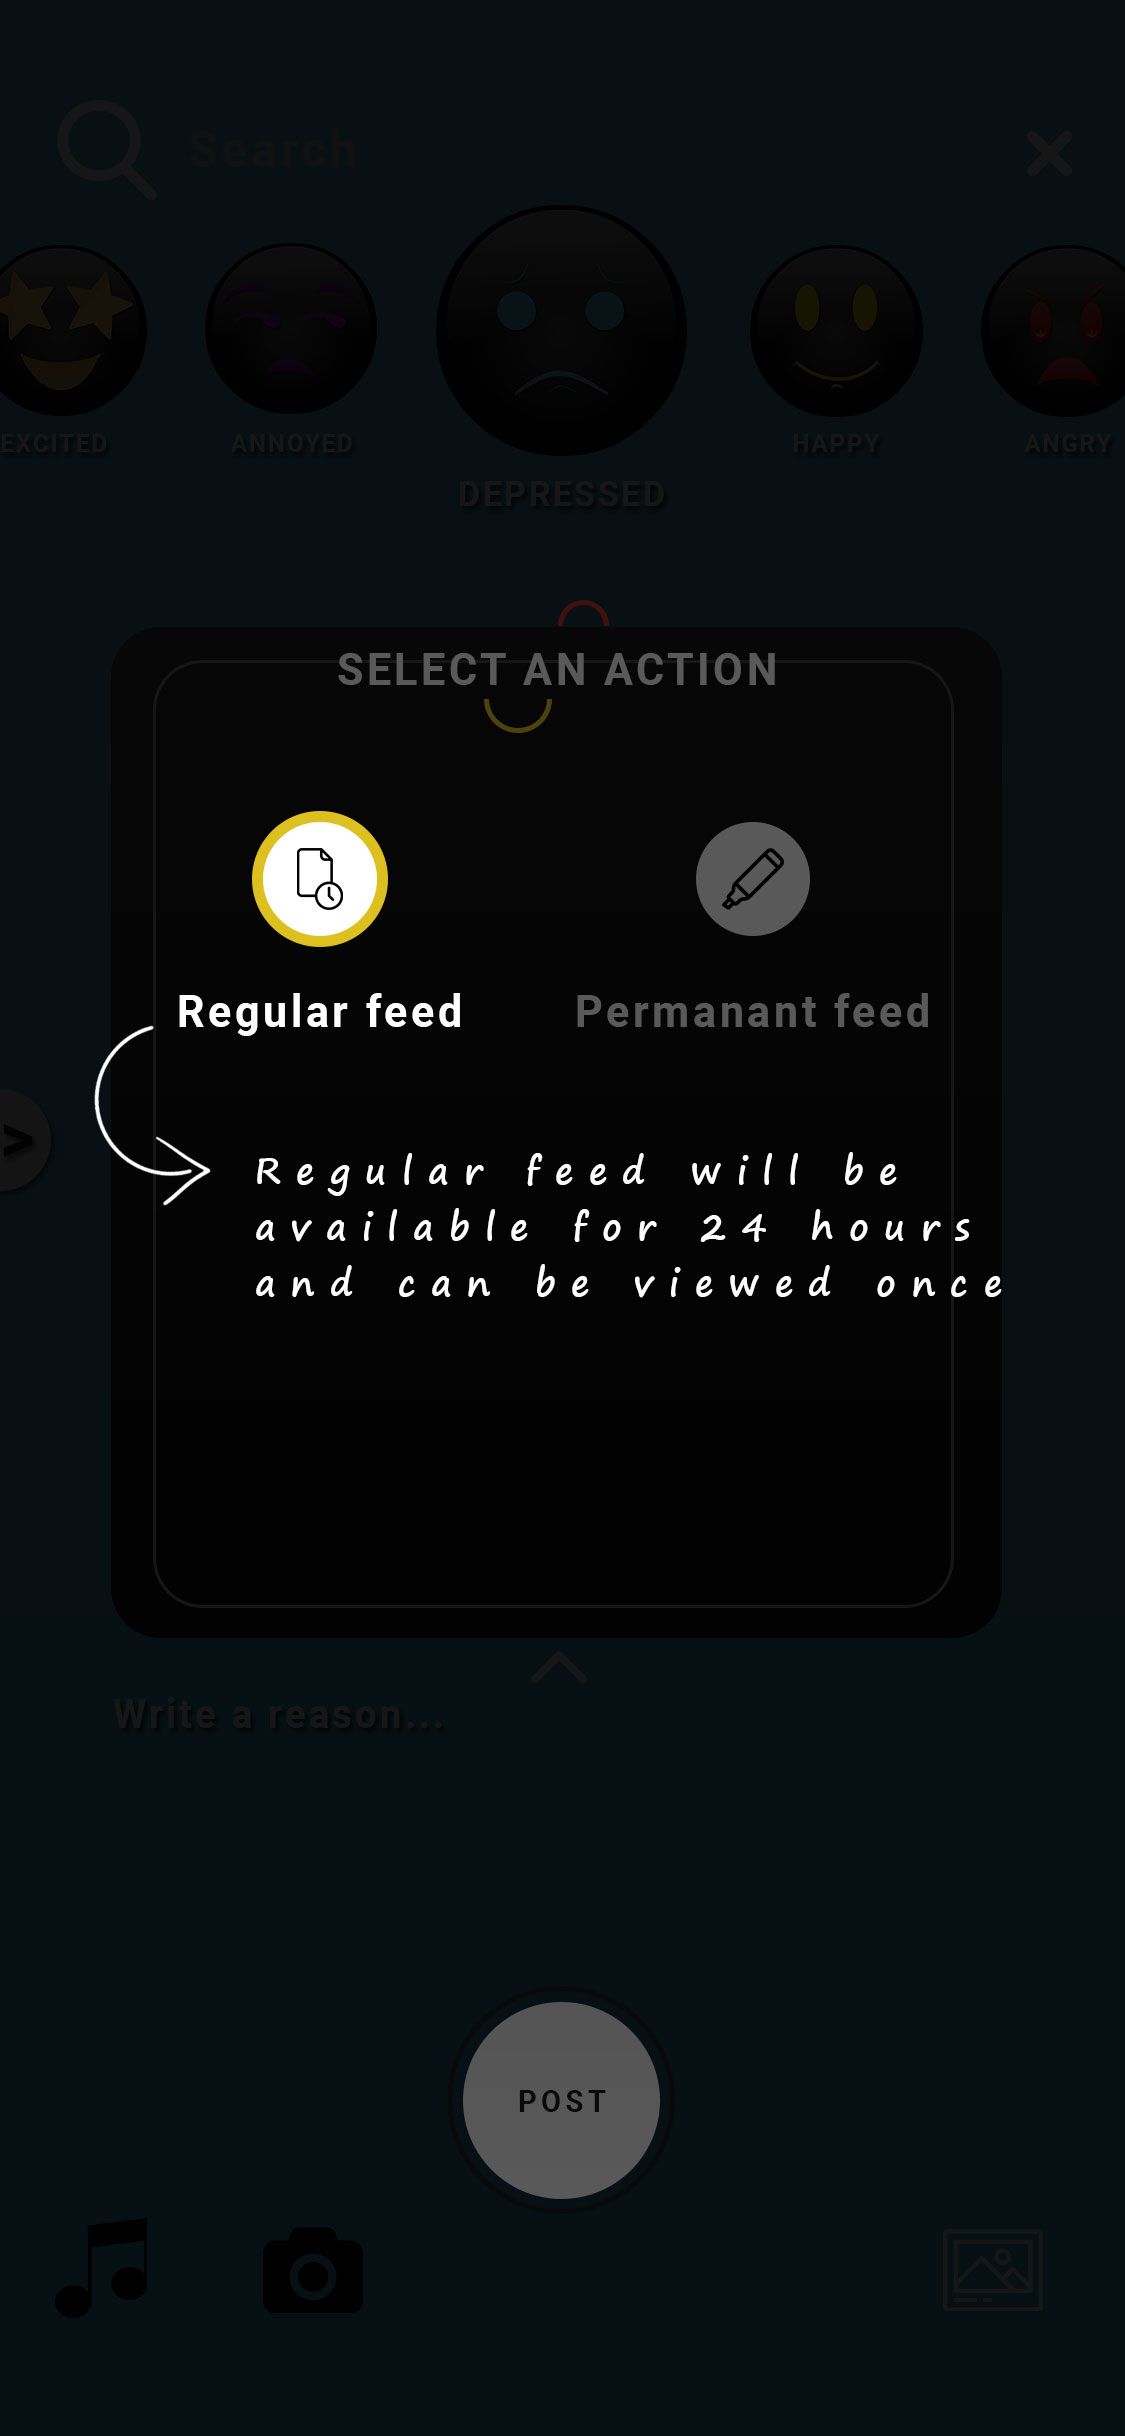 Search
EXCITED
ANNOYED
DEPRESSED
HAPPY
ANGRY
SELECT AN ACTION
Regular feed
Permanant feed
>
Regular feed will be
available for 24 hours
and can be viewed once
Write a reason...
POST